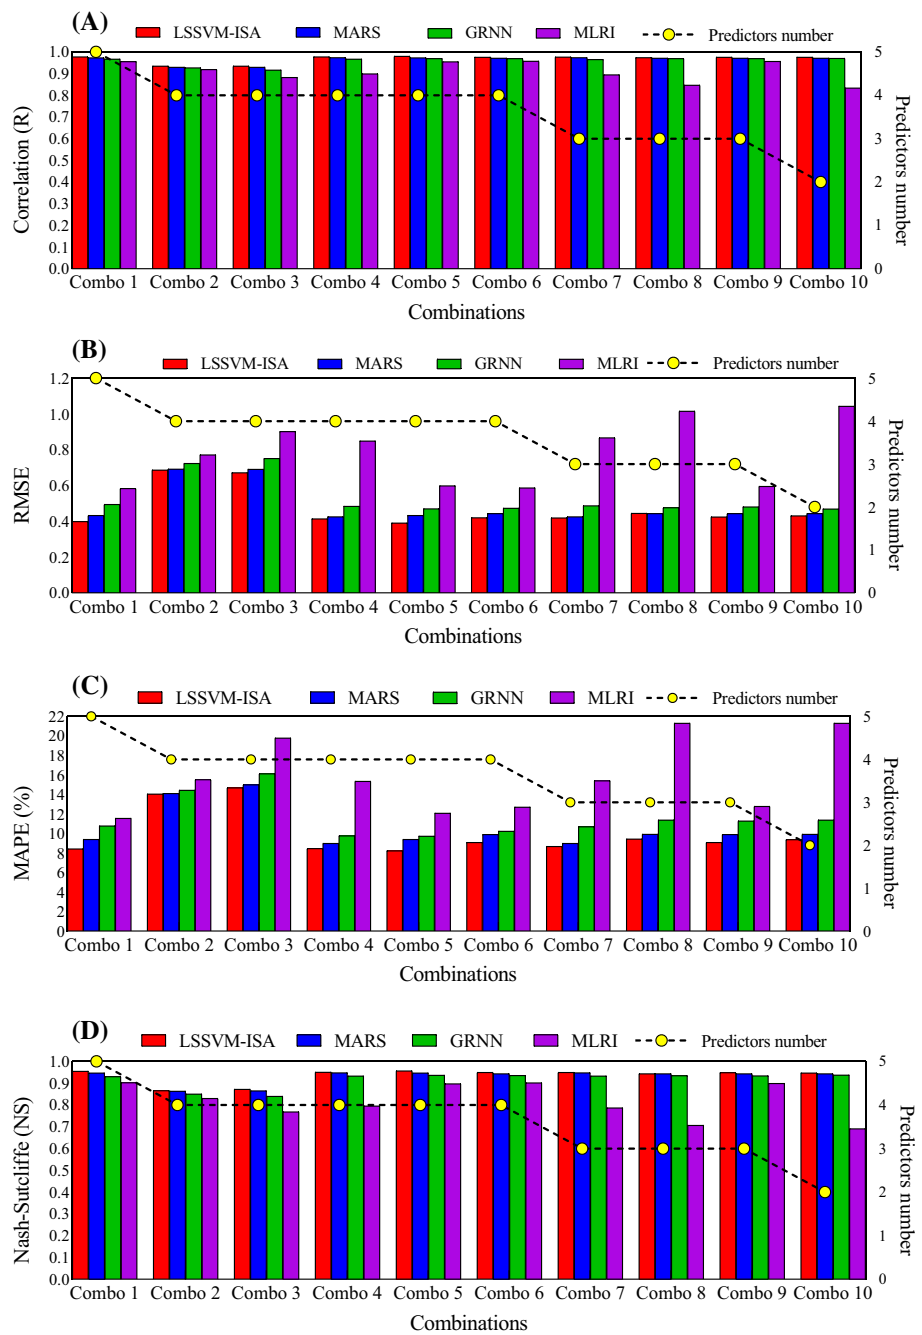 (A)
LSSVM-ISA MARS GRNN MLRI Predictors number
1.0
0.9
0.8
0.7
0.6
0.5
0.4
0.3
0.2
0.1
0.0
Correlation (R)
5
4
3
2
1
0
Predictors number
Combo 1 Combo 2 Combo 3 Combo 4 Combo 5 Combo 6 Combo 7 Combo 8 Combo 9 Combo 10
Combinations
(B)
LSSVM-ISA MARS GRNN MLRI Predictors number
1.2
1.0
0.8
0.6
0.4
0.2
0.0
RMSE
5
4
3
2
1
0
Predictors number
Combo 1 Combo 2 Combo 3 Combo 4 Combo 5 Combo 6 Combo 7 Combo 8 Combo 9 Combo 10
Combinations
(C)
LSSVM-ISA MARS GRNN MLRI Predictors number
22
20
18
16
14
12
10
8
6
4
2
0
MAPE (%)
5
4
3
2
1
0
Predictors number
Combo 1 Combo 2 Combo 3 Combo 4 Combo 5 Combo 6 Combo 7 Combo 8 Combo 9 Combo 10
Combinations
(D)
LSSVM-ISA MARS GRNN MLRI Predictors number
1.0
0.9
0.8
0.7
0.6
0.5
0.4
0.3
0.2
0.1
0.0
Nash-Sutcliffe (NS)
5
4
3
2
1
0
Predictors number
Combo 1 Combo 2 Combo 3 Combo 4 Combo 5 Combo 6 Combo 7 Combo 8 Combo 9 Combo 10
Combinations